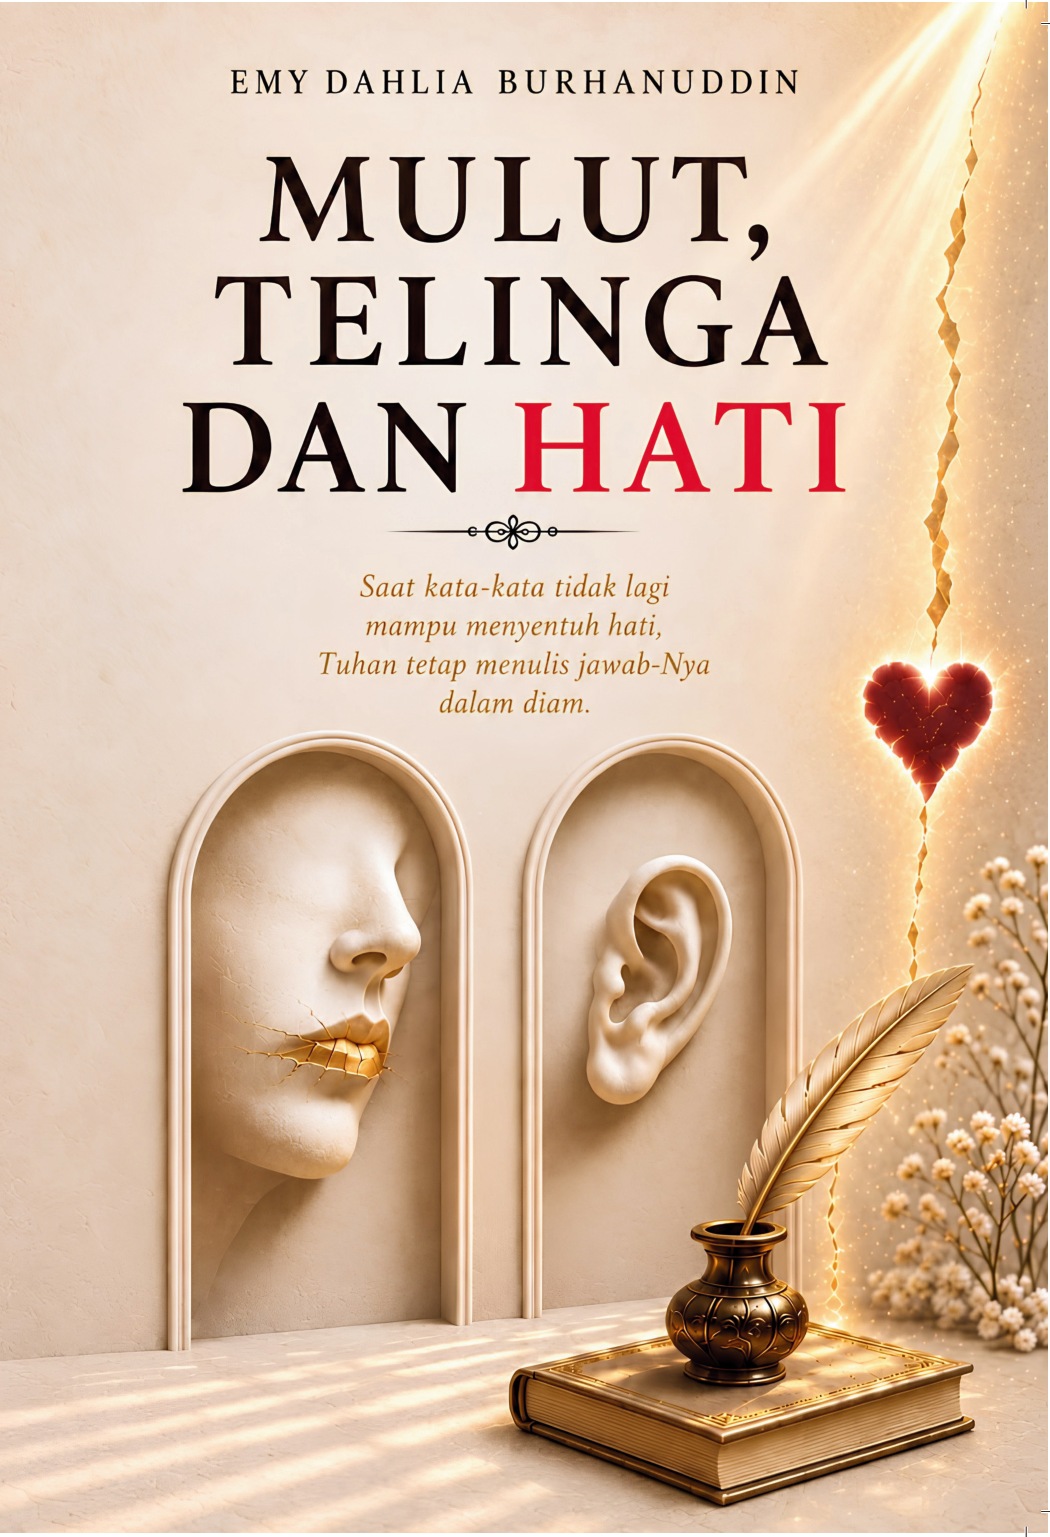 EMY DAHLIA BURHANUDDIN
MULUT,
TELINGA
DAN HATI
Saat kata-kata tidak lagi
mampu menyentuh hati,
Tuhan tetap menulis jawab-Nya
dalam diam.